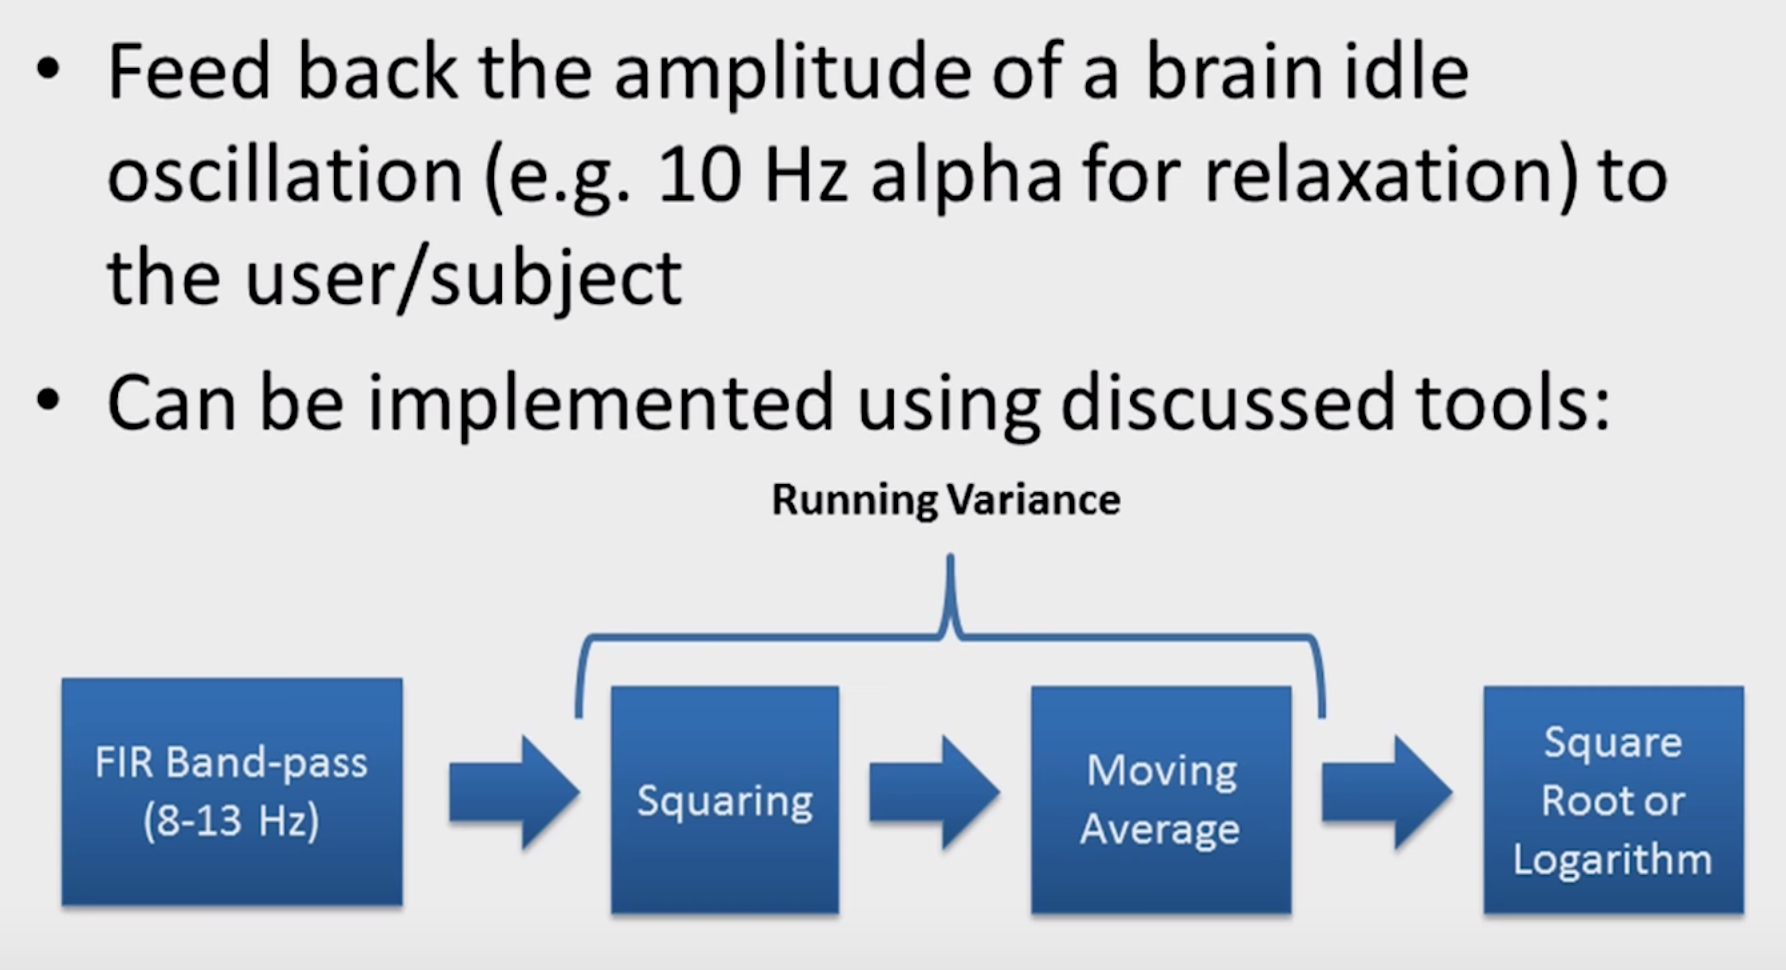 • Feed back the amplitude of a brain idle
oscillation (e.g. 10 Hz alpha for relaxation) to
the user/subject
• Can be implemented using discussed tools:
Running Variance
FIR Band-pass
(8-13 Hz)
Squaring
Moving
Average
Square
Root or
Logarithm